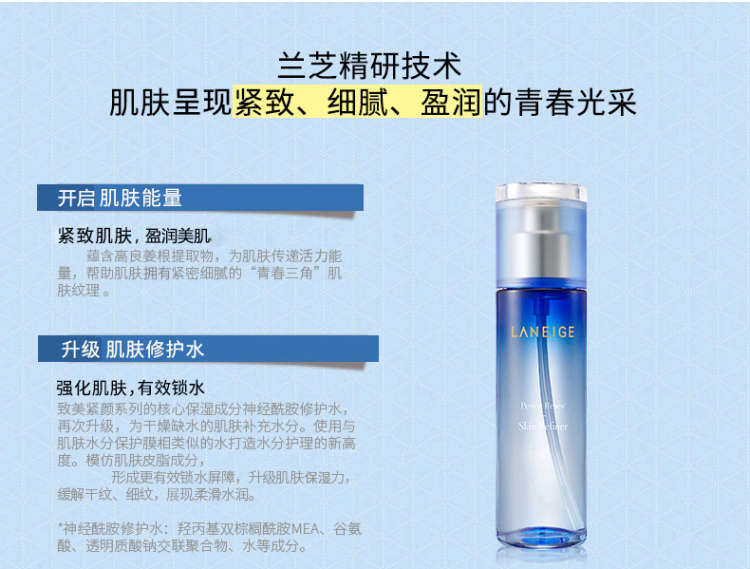 兰芝精研技术
肌肤呈现紧致、细腻、盈润的青春光采
开启 肌肤能量
紧致肌肤, 盈润美肌
蕴含高良姜根提取物，为肌肤传递活力能
量，帮助肌肤拥有紧密细腻的“青春三角”肌
肤纹理 。
升级 肌肤修护水
强化肌肤, 有效锁水
致美紧颜系列的核心保湿成分神经酰胺修护水，
再次升级，为干燥缺水的肌肤补充水分。使用与
肌肤水分保护膜相类似的水打造水分护理的新高
度。模仿肌肤皮脂成分，
形成更有效锁水屏障，升级肌肤保湿力，
缓解干纹、细纹，展现柔滑水润。
*神经酰胺修护水：羟丙基双棕榈酰胺MEA、谷氨
酸、透明质酸钠交联聚合物、水等成分。
LANEIGE
Perfect Renew
Skin Refiner